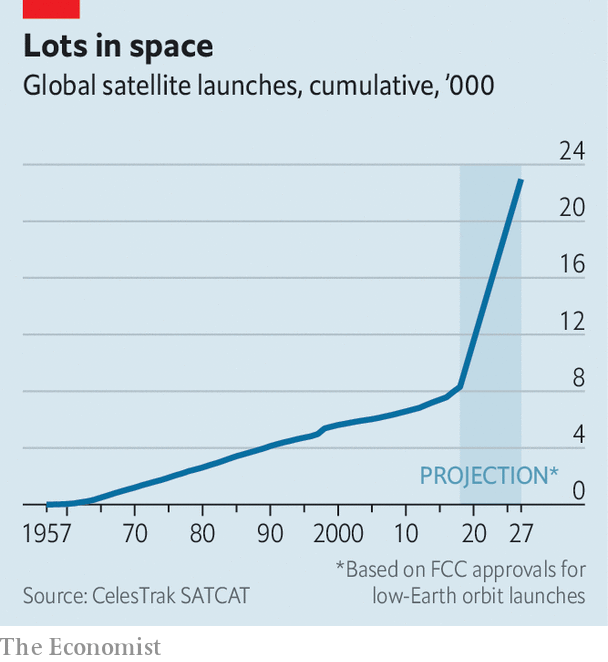 Lots in space
Global satellite launches, cumulative, ’000
24
20
16
12
8
4
PROJECTION*
0
1957 70 80 90 2000 10 20 27
*Based on FCC approvals for
Source: CelesTrak SATCAT low-Earth orbit launches
The Economist